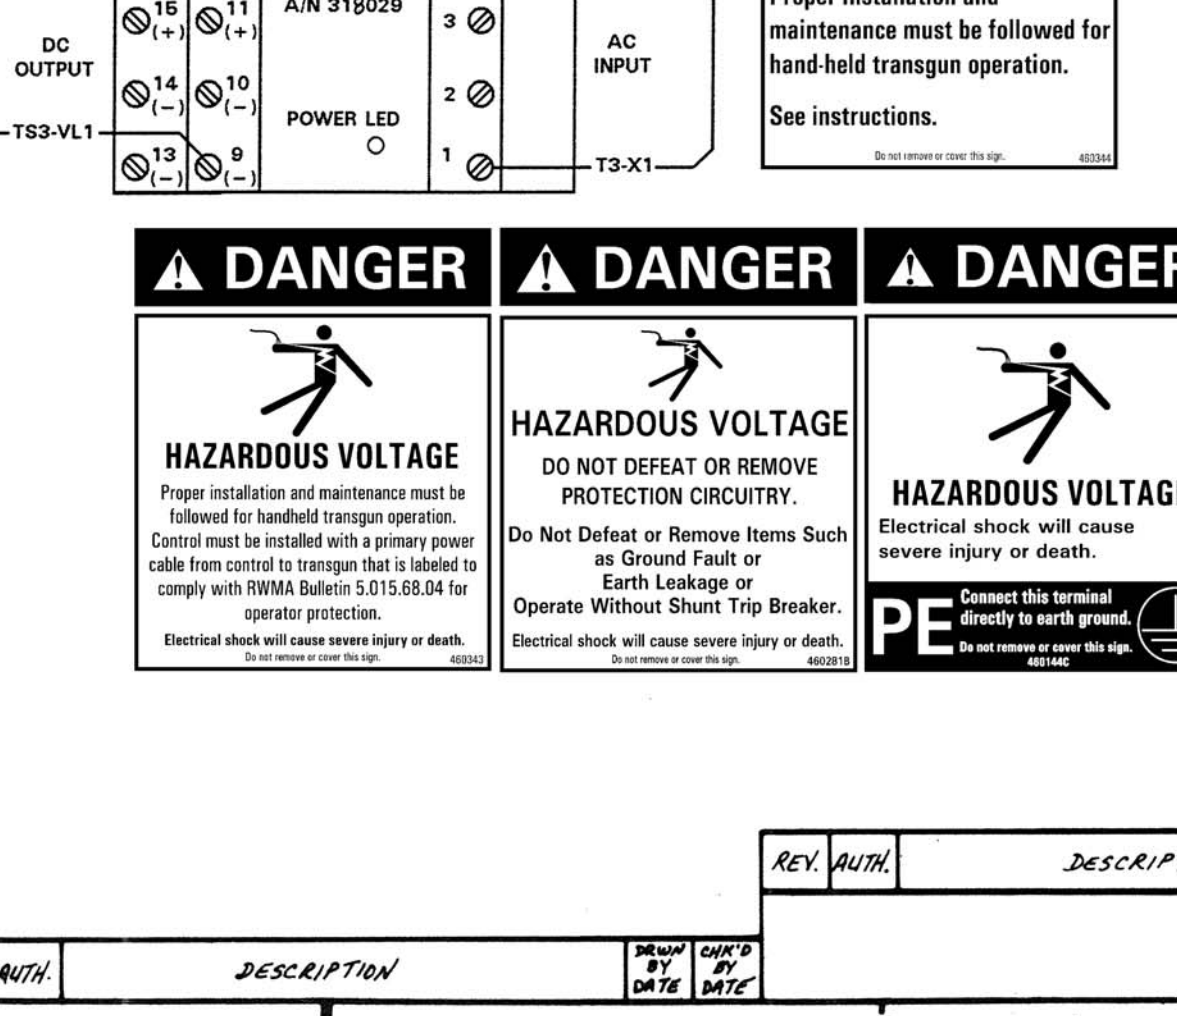 15
11
A/N 318029
(+)
(+)
3
DC
OUTPUT
AC
INPUT
14
10
2
(-)
(-)
POWER LED
TS3-VL1
13
9
1
(-)
(-)
T3-X1
Proper installation and
maintenance must be followed for
hand-held transgun operation.
See instructions.
Do not remove or cover this sign.
460344
DANGER
HAZARDOUS VOLTAGE
Proper installation and maintenance must be
followed for handheld transgun operation.
Control must be installed with a primary power
cable from control to transgun that is labeled to
comply with RWMA Bulletin 5.015.68.04 for
operator protection.
Electrical shock will cause severe injury or death.
Do not remove or cover this sign.
460343
DANGER
HAZARDOUS VOLTAGE
DO NOT DEFEAT OR REMOVE
PROTECTION CIRCUITRY.
Do Not Defeat or Remove Items Such
as Ground Fault or
Earth Leakage or
Operate Without Shunt Trip Breaker.
Electrical shock will cause severe injury or death.
Do not remove or cover this sign.
460281B
DANGER
HAZARDOUS VOLTAG
Electrical shock will cause
severe injury or death.
PE
Connect this terminal
directly to earth ground.
Do not remove or cover this sign.
460144C
REV. AUTH. DESCRIP
AUTH. DESCRIPTION
DRWN
BY
DATE
CHK'D
BY
DATE